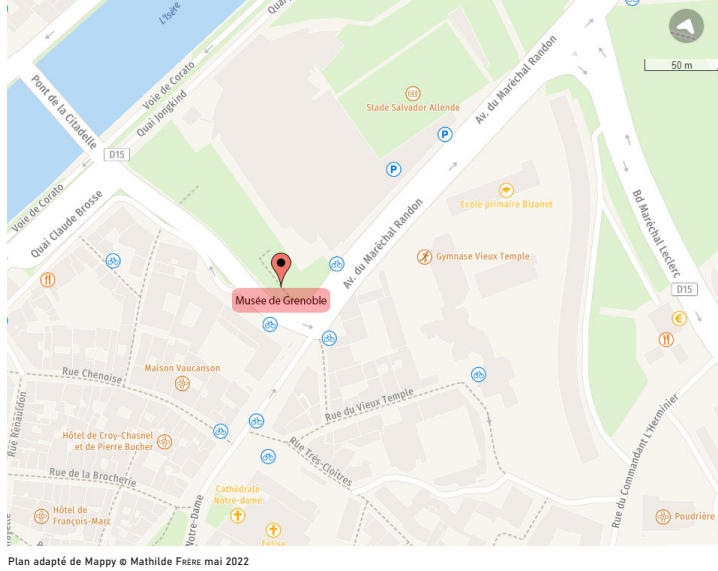 L'Isère
Quai
50 m
Pont de la Citadelle
Voie de Corato
Quai Jongkind
Stade Salvador Allende
Av. du Maréchal Randon
P
D15
P
Ecole primaire Bizanet
Voie de Corato
Quai Claude Brosse
Bd Maréchal Leclerc
Av. du Maréchal Randon
Gymnase Vieux Temple
D15
Musée de Grenoble
€
Maison Vaucanson
Rue Chenoise
Rue Renauldon
Rue du Vieux Temple
Hôtel de Croy-Chasnel
et de Pierre Bucher
Rue Très-Cloîtres
Rue de la Brocherie
Rue du Commandant L'Herminier
Cathédrale
Notre-dame
Notre-Dame
Hôtel de
François-Marc
Poudrière
Eglise
Plan adapté de Mappy © Mathilde Frère mai 2022